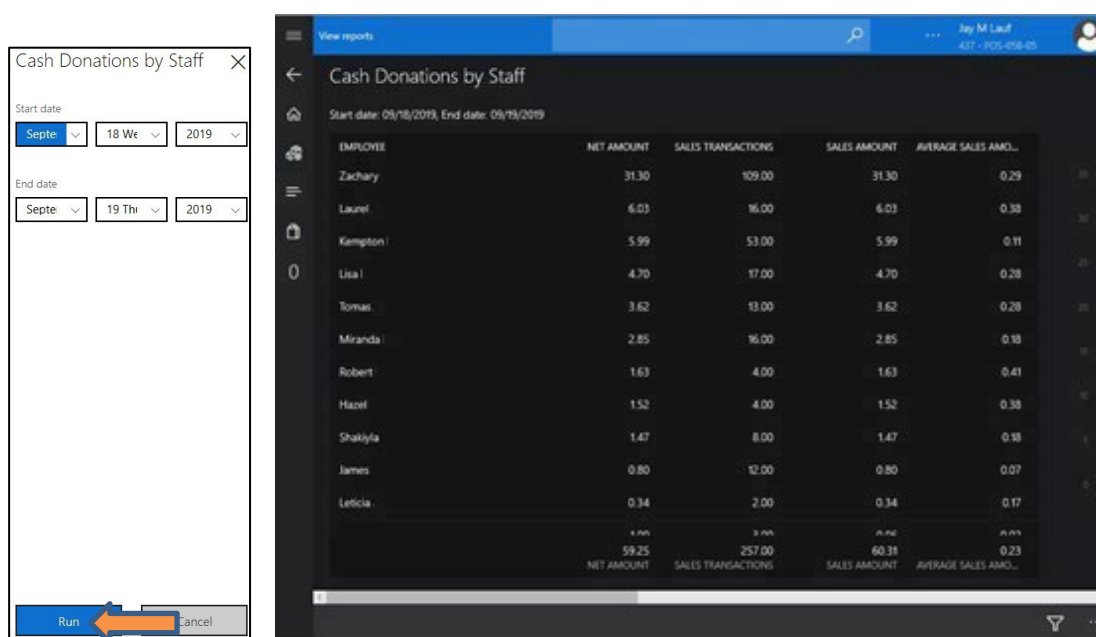 Cash Donations by Staff
Start date
Septe 18 We 2019
End date
Septe 19 Thu 2019
Run Cancel
View reports
Jay M Lauf
437 - POS-058-05
Cash Donations by Staff
Start date: 09/18/2019, End date: 09/19/2019
EMPLOYEE NET AMOUNT SALES TRANSACTIONS SALES AMOUNT AVERAGE SALES AMO...
Zachary 31.30 109.00 31.30 0.29
Laurel 6.03 16.00 6.03 0.38
Kempton 5.99 53.00 5.99 0.11
Lisa 4.70 17.00 4.70 0.28
Tomas 3.62 13.00 3.62 0.28
Miranda 2.85 16.00 2.85 0.18
Robert 1.63 4.00 1.63 0.41
Hazel 1.52 4.00 1.52 0.38
Shakiyla 1.47 8.00 1.47 0.18
James 0.80 12.00 0.80 0.07
Leticia 0.34 2.00 0.34 0.17
59.25 257.00 60.31 0.23
NET AMOUNT SALES TRANSACTIONS SALES AMOUNT AVERAGE SALES AMO...
0